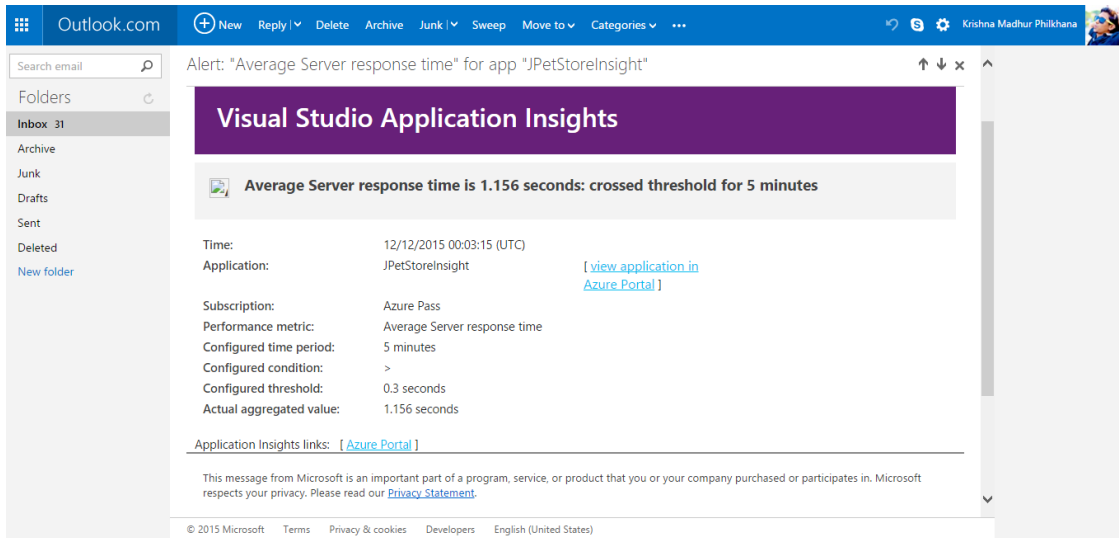 Outlook.com
New Reply Delete Archive Junk Sweep Move to Categories ... Krishna Madhur Philkhana
Search email
Folders
Inbox 31
Archive
Junk
Drafts
Sent
Deleted
New folder
Alert: "Average Server response time" for app "JPetStoreInsight"
Visual Studio Application Insights
Average Server response time is 1.156 seconds: crossed threshold for 5 minutes
Time: 12/12/2015 00:03:15 (UTC)
Application: JPetStoreInsight [ view application in
Azure Portal ]
Subscription: Azure Pass
Performance metric: Average Server response time
Configured time period: 5 minutes
Configured condition: >
Configured threshold: 0.3 seconds
Actual aggregated value: 1.156 seconds
Application Insights links: [ Azure Portal ]
This message from Microsoft is an important part of a program, service, or product that you or your company purchased or participates in. Microsoft
respects your privacy. Please read our Privacy Statement.
© 2015 Microsoft Terms Privacy & cookies Developers English (United States)